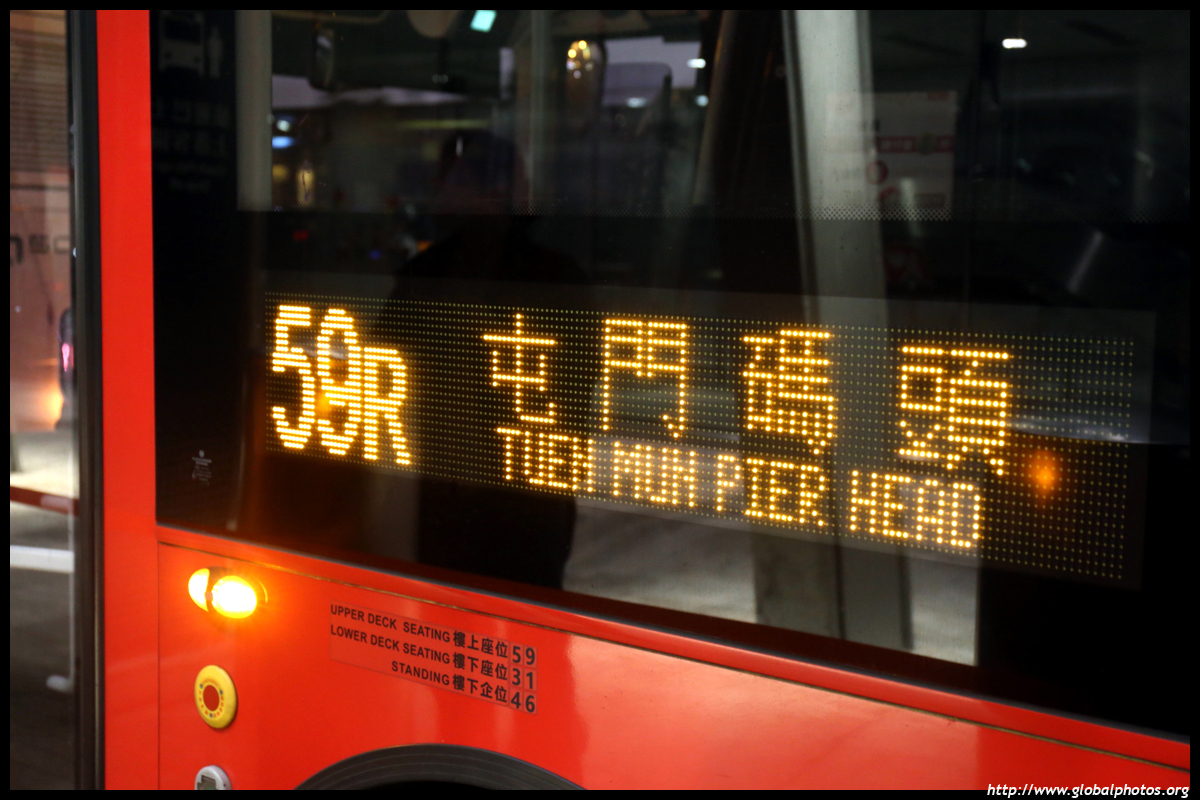 59R 屯門碼頭
TUEN MUN PIER HEAD
UPPER DECK SEATING 樓上座位 59
LOWER DECK SEATING 樓下座位 31
STANDING 樓下企位 46
http://www.globalphotos.org